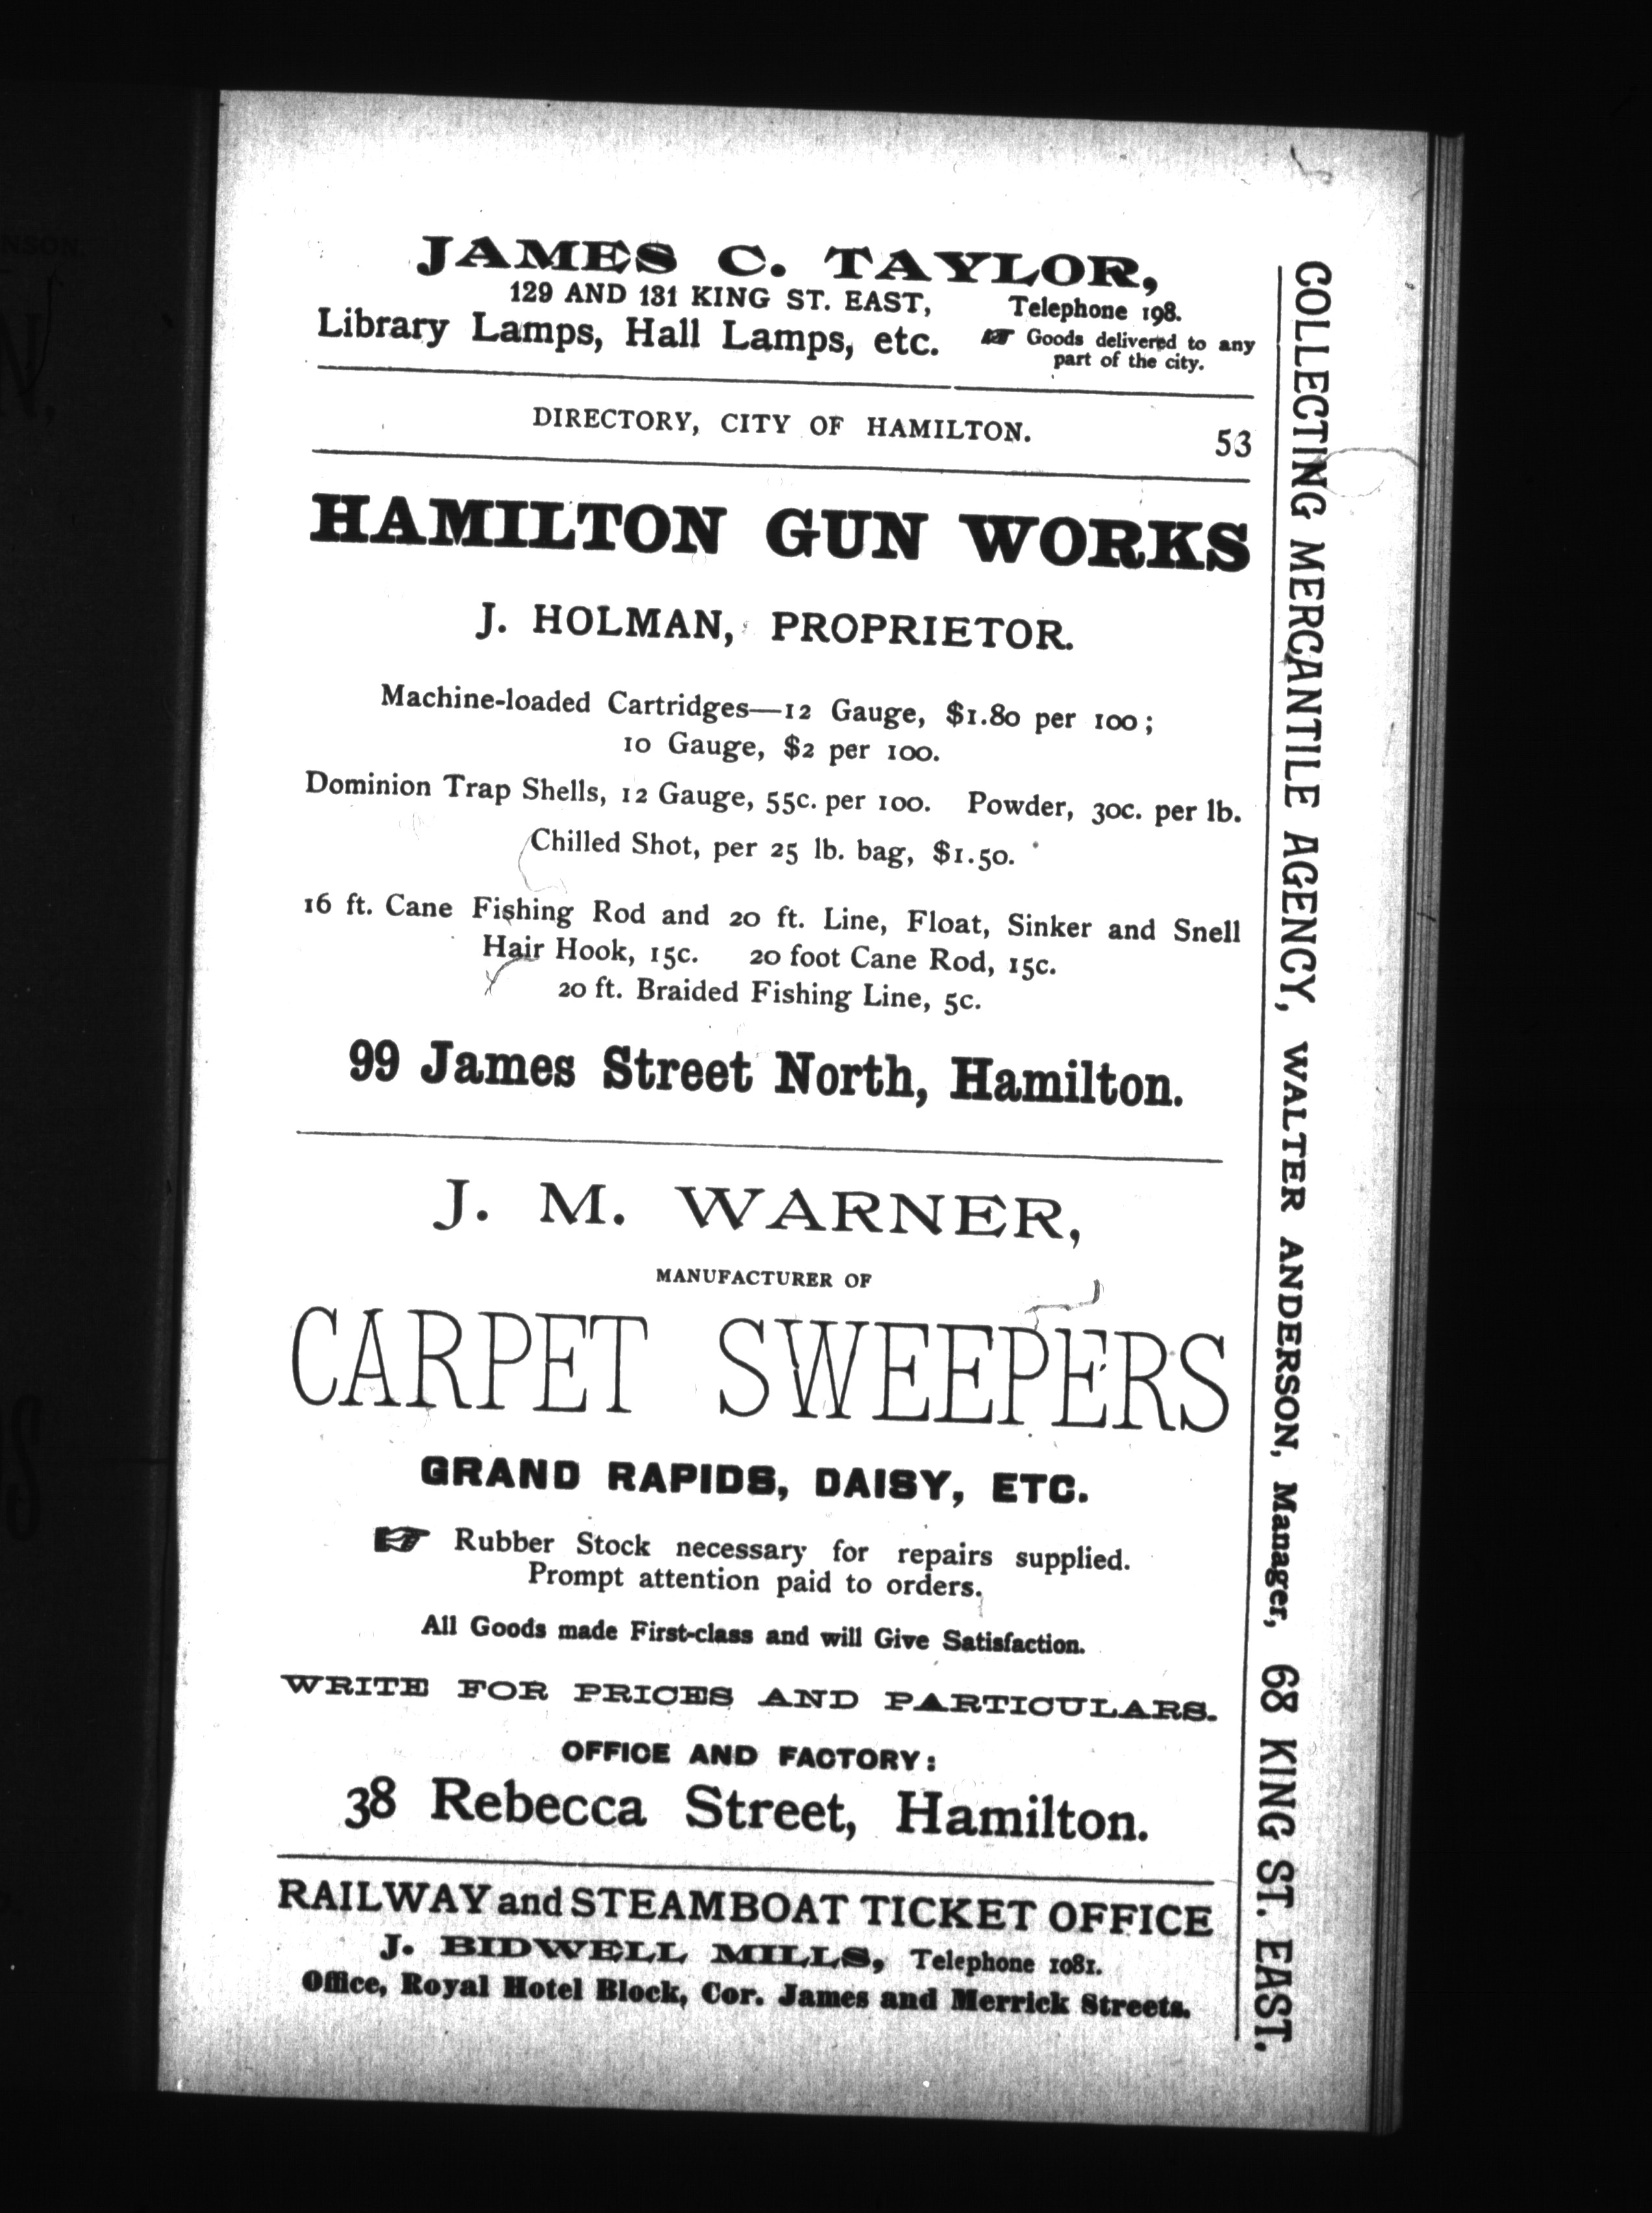 JAMES C. TAYLOR,
129 AND 131 KING ST. EAST, Telephone 198.
Library Lamps, Hall Lamps, etc. ☞ Goods delivered to any
part of the city.
DIRECTORY, CITY OF HAMILTON. 53
HAMILTON GUN WORKS
J. HOLMAN, PROPRIETOR.
Machine-loaded Cartridges—12 Gauge, $1.80 per 100;
10 Gauge, $2 per 100.
Dominion Trap Shells, 12 Gauge, 55c. per 100. Powder, 30c. per lb.
Chilled Shot, per 25 lb. bag, $1.50.
16 ft. Cane Fishing Rod and 20 ft. Line, Float, Sinker and Snell
Hair Hook, 15c. 20 foot Cane Rod, 15c.
20 ft. Braided Fishing Line, 5c.
99 James Street North, Hamilton.
J. M. WARNER,
MANUFACTURER OF
CARPET SWEEPERS
GRAND RAPIDS, DAISY, ETC.
☞ Rubber Stock necessary for repairs supplied.
Prompt attention paid to orders.
All Goods made First-class and will Give Satisfaction.
WRITE FOR PRICES AND PARTICULARS.
OFFICE AND FACTORY:
38 Rebecca Street, Hamilton.
RAILWAY and STEAMBOAT TICKET OFFICE
J. BIDWELL MILLS, Telephone 1081.
Office, Royal Hotel Block, Cor. James and Merrick Streets.
COLLECTING MERCANTILE AGENCY, WALTER ANDERSON, Manager, 68 KING ST. EAST.